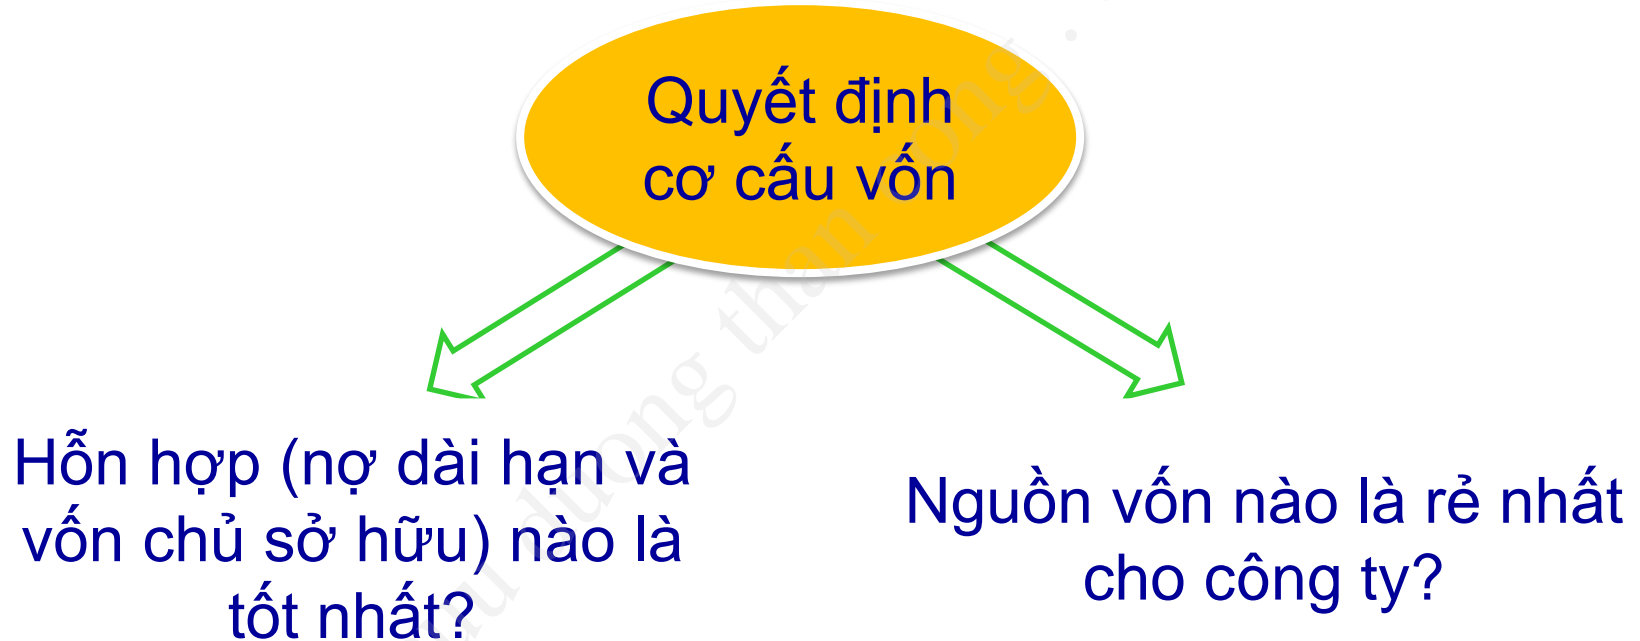 Quyết định
cơ cấu vốn
Hỗn hợp (nợ dài hạn và
vốn chủ sở hữu) nào là
tốt nhất?
Nguồn vốn nào là rẻ nhất
cho công ty?